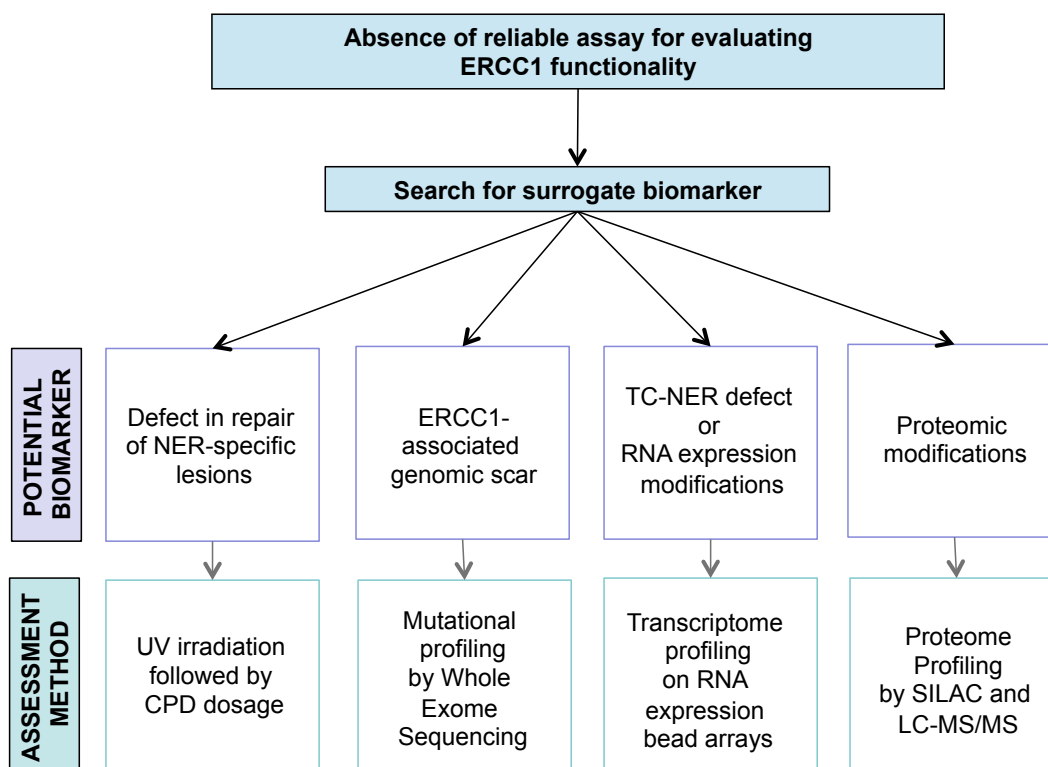 Absence of reliable assay for evaluating
ERCC1 functionality
Search for surrogate biomarker
POTENTIAL
BIOMARKER
Defect in repair
of NER-specific
lesions
ERCC1-
associated
genomic scar
TC-NER defect
or
RNA expression
modifications
Proteomic
modifications
ASSESSMENT
METHOD
UV irradiation
followed by
CPD dosage
Mutational
profiling
by Whole
Exome
Sequencing
Transcriptome
profiling
on RNA
expression
bead arrays
Proteome
Profiling
by SILAC and
LC-MS/MS